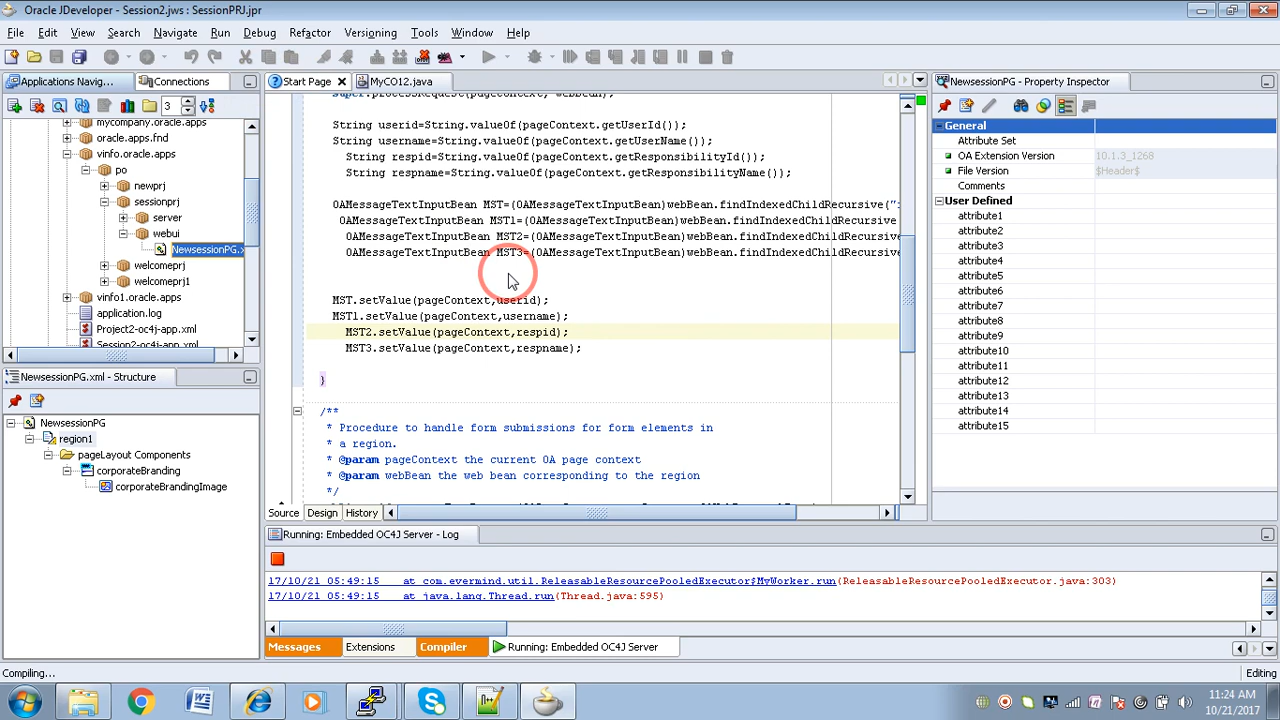 Oracle JDeveloper - Session2.jws : SessionPRJ.jpr
File Edit View Search Navigate Run Debug Refactor Versioning Tools Window Help
Applications Navig... Connections
3
mycompany.oracle.apps
oracle.apps.fnd
vinfo.oracle.apps
po
newprj
sessionprj
server
webui
NewsessionPG.x
welcomeprj
welcomeprj1
vinfo1.oracle.apps
application.log
Project2-oc4j-app.xml
Session2-oc4j-app.xml
NewsessionPG.xml - Structure
NewsessionPG
region1
pageLayout Components
corporateBranding
corporateBrandingImage
Start Page MyCO12.java
super.processRequest(pageContext, webBean);
String userid=String.valueOf(pageContext.getUserId());
String username=String.valueOf(pageContext.getUserName());
String respid=String.valueOf(pageContext.getResponsibilityId());
String respname=String.valueOf(pageContext.getResponsibilityName());
OAMessageTextInputBean MST=(OAMessageTextInputBean)webBean.findIndexedChildRecursive("
OAMessageTextInputBean MST1=(OAMessageTextInputBean)webBean.findIndexedChildRecursive
OAMessageTextInputBean MST2=(OAMessageTextInputBean)webBean.findIndexedChildRecursive
OAMessageTextInputBean MST3=(OAMessageTextInputBean)webBean.findIndexedChildRecursive
MST.setValue(pageContext,userid);
MST1.setValue(pageContext,username);
MST2.setValue(pageContext,respid);
MST3.setValue(pageContext,respname);
}
/**
* Procedure to handle form submissions for form elements in
* a region.
* @param pageContext the current OA page context
* @param webBean the web bean corresponding to the region
*/
Source Design History
NewsessionPG - Property Inspector
General
Attribute Set
OA Extension Version 10.1.3_1268
File Version $Header$
Comments
User Defined
attribute1
attribute2
attribute3
attribute4
attribute5
attribute6
attribute7
attribute8
attribute9
attribute10
attribute11
attribute12
attribute13
attribute14
attribute15
Running: Embedded OC4J Server - Log
17/10/21 05:49:15 at com.evermind.util.ReleasableResourcePooledExecutor$MyWorker.run(ReleasableResourcePooledExecutor.java:303)
17/10/21 05:49:15 at java.lang.Thread.run(Thread.java:595)
Messages Extensions Compiler Running: Embedded OC4J Server
Compiling... Editing
11:24 AM
10/21/2017